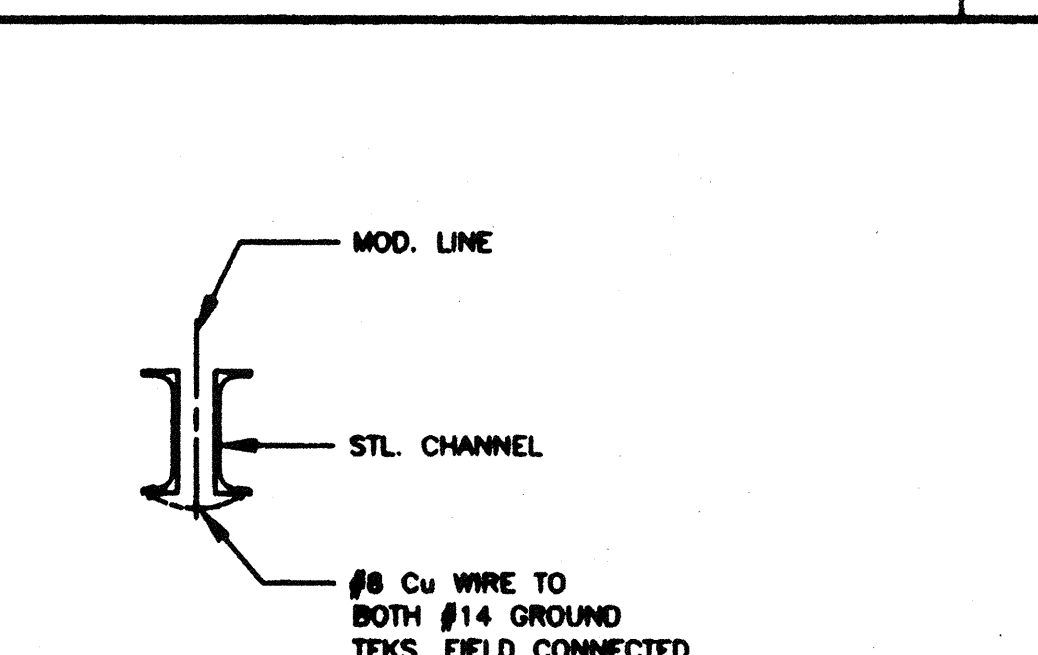 MOD. LINE
STL. CHANNEL
#8 Cu WIRE TO
BOTH #14 GROUND
TEKS FIELD CONNECTED